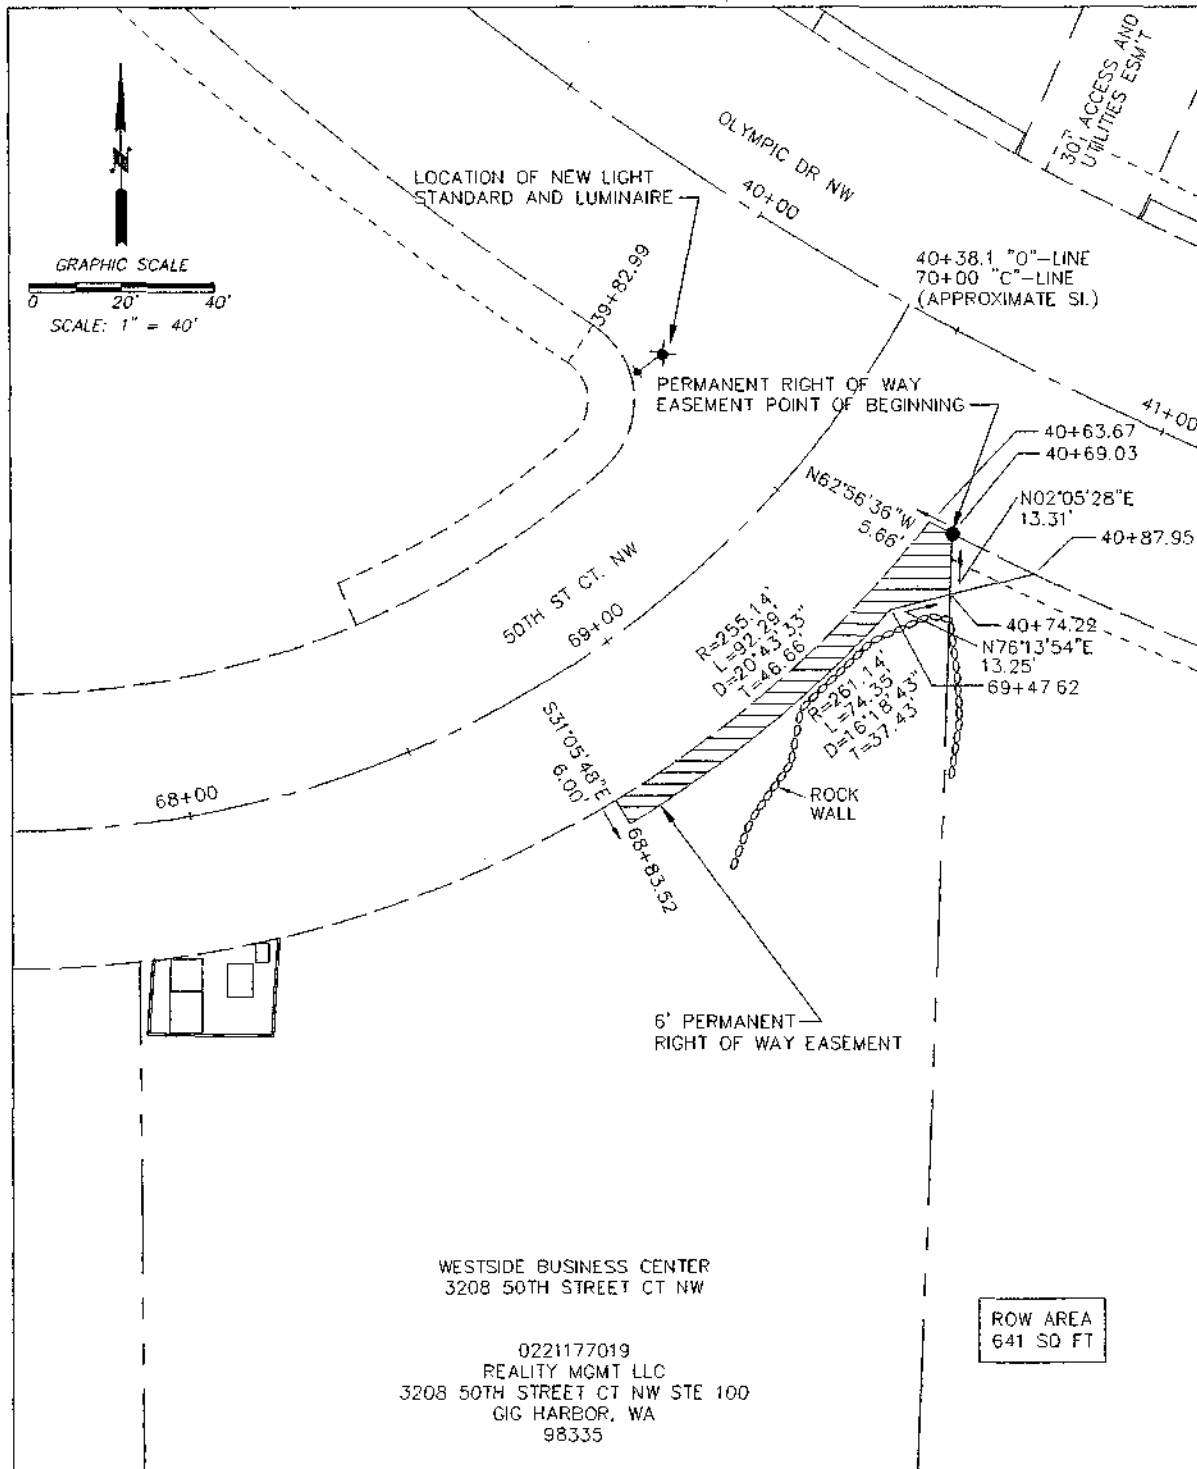 30' ACCESS AND
UTILITIES ESM'T
OLYMPIC DR NW
40+00
LOCATION OF NEW LIGHT
STANDARD AND LUMINAIRE
N
GRAPHIC SCALE
0 20' 40'
SCALE: 1" = 40'
39+82.99
40+38.1 "O"-LINE
70+00 "C"-LINE
(APPROXIMATE SI.)
PERMANENT RIGHT OF WAY
EASEMENT POINT OF BEGINNING
41+00
40+63.67
40+69.03
N62°56'36"W
5.66'
N02°05'28"E
13.31'
40+87.95
50TH ST CT. NW
69+00
R=255.14'
L=92.29'
D=20°43'33"
T=46.66'
40+74.22
N76°13'54"E
13.25'
69+47.62
R=261.14'
L=74.35'
D=16°18'43"
T=37.43'
S31°05'48"E
6.00'
68+00
ROCK
WALL
68+83.52
6' PERMANENT
RIGHT OF WAY EASEMENT
WESTSIDE BUSINESS CENTER
3208 50TH STREET CT NW
ROW AREA
641 SQ FT
0221177019
REALITY MGMT LLC
3208 50TH STREET CT NW STE 100
GIG HARBOR, WA
98335